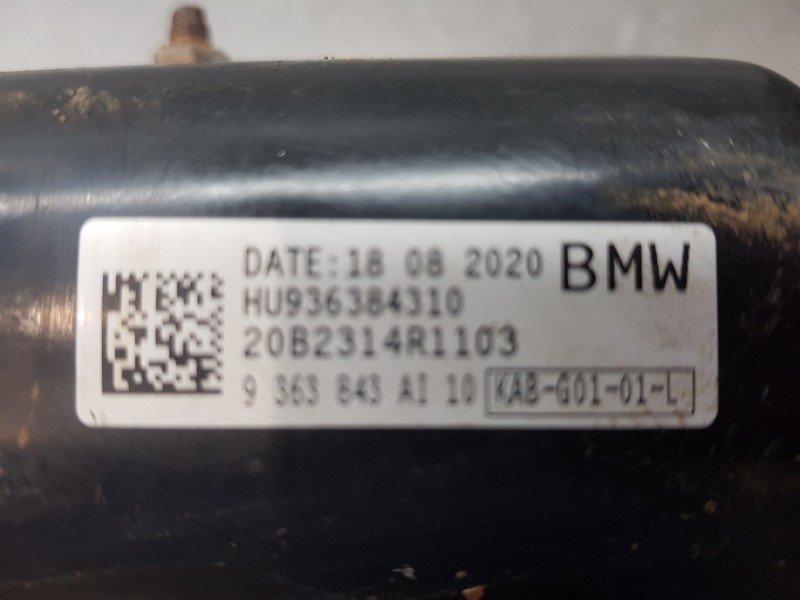 DATE:18 08 2020 BMW
HU936384310
20B2314R1103
9 363 843 AI 10 KAB-G01-01-L